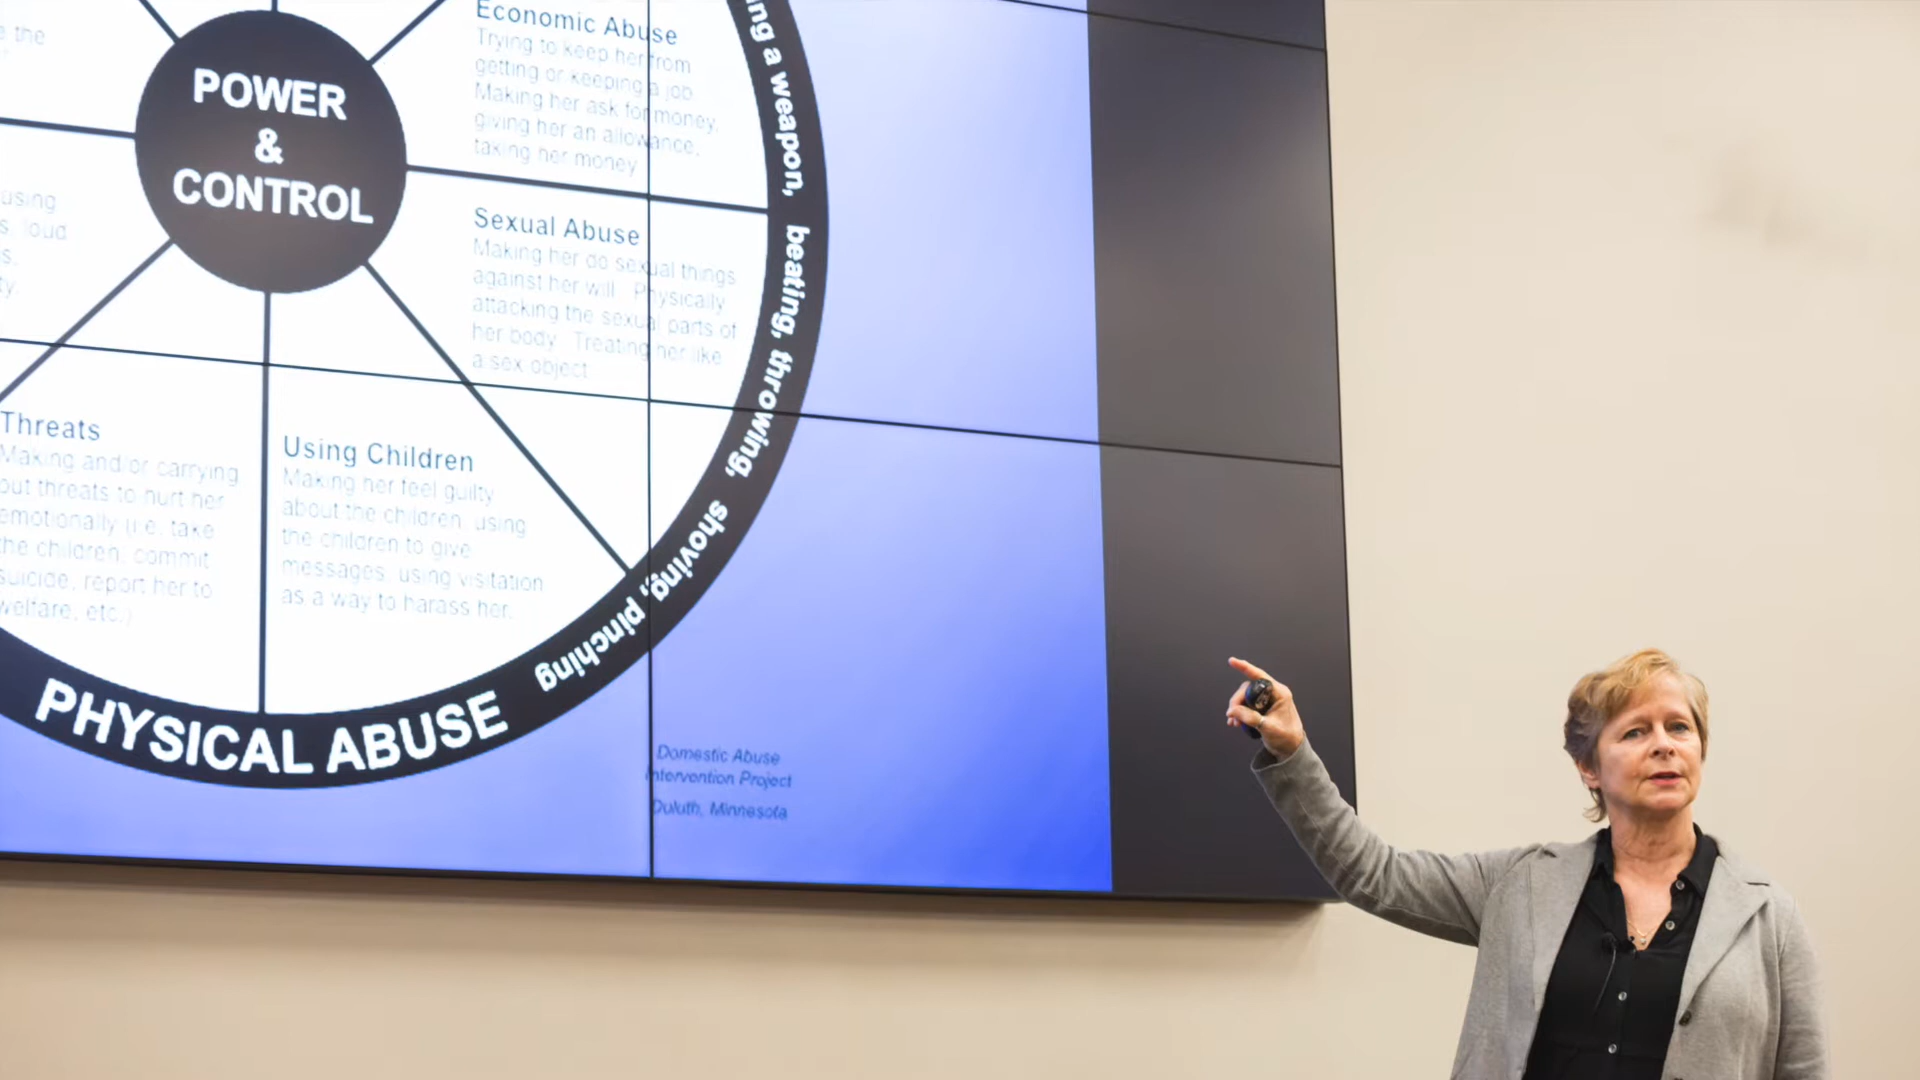 e the
POWER
&
CONTROL
Economic Abuse
Trying to keep her from
getting or keeping a job.
Making her ask for money,
giving her an allowance,
taking her money
using
s, loud
s,
ty.
Sexual Abuse
Making her do sexual things
against her will. Physically
attacking the sexual parts of
her body. Treating her like
a sex object
Threats
Making and/or carrying
out threats to hurt her
emotionally (i.e. take
the children, commit
suicide, report her to
welfare, etc.)
Using Children
Making her feel guilty
about the children, using
the children to give
messages, using visitation
as a way to harass her.
ing a weapon, beating, throwing, shoving, pinching
PHYSICAL ABUSE
Domestic Abuse
Intervention Project
Duluth, Minnesota